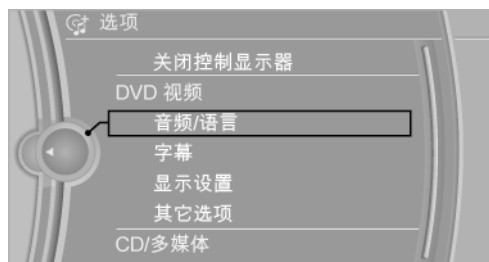 选项
关闭控制显示器
DVD 视频
音频/语言
字幕
显示设置
其它选项
CD/多媒体